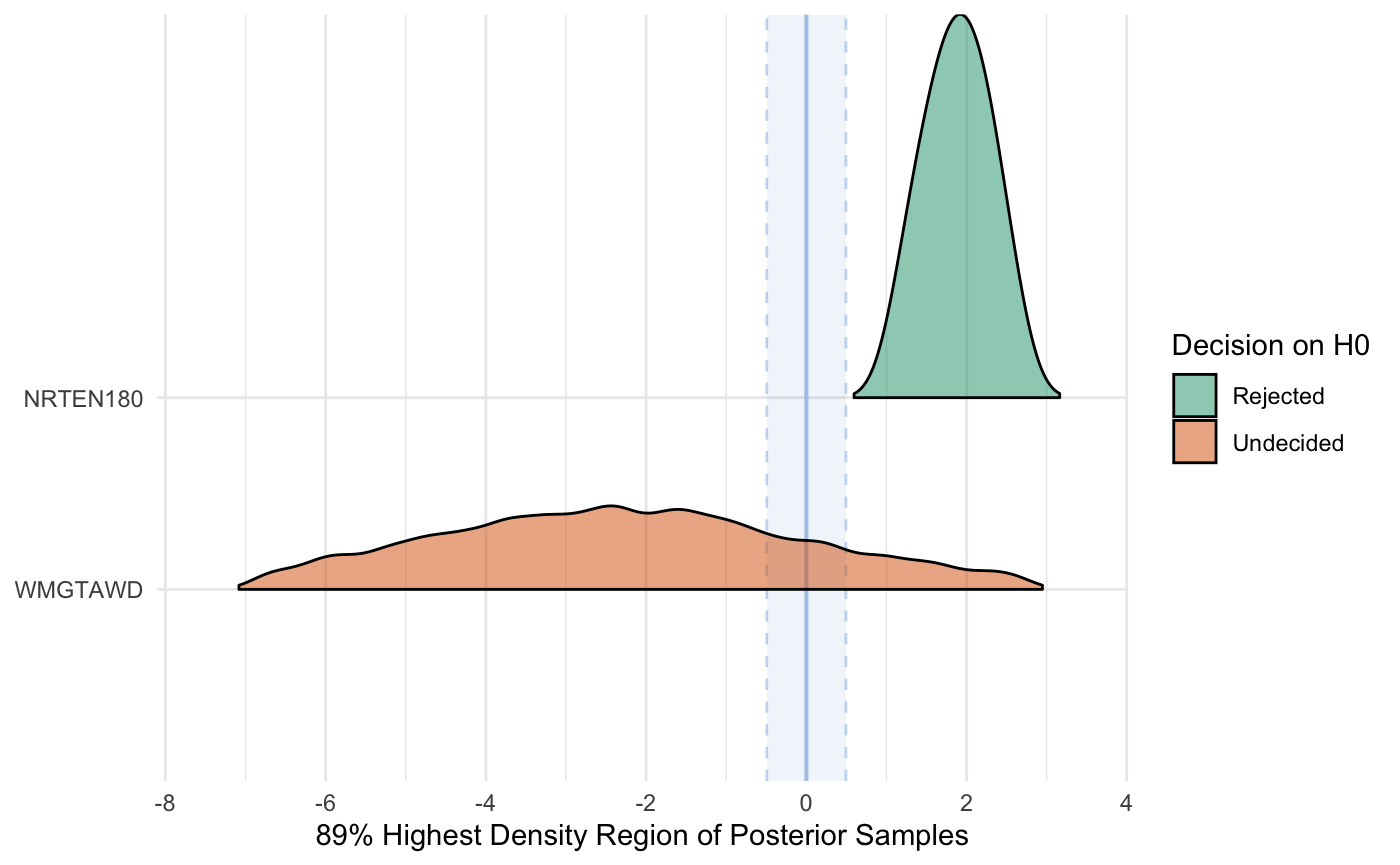 NRTEN180
WMGTAWD
-8 -6 -4 -2 0 2 4
89% Highest Density Region of Posterior Samples
Decision on H0
Rejected
Undecided